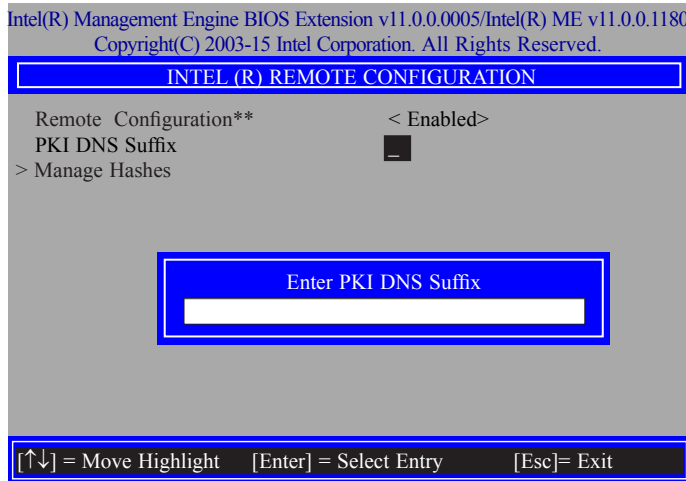 Intel(R) Management Engine BIOS Extension v11.0.0.0005/Intel(R) ME v11.0.0.1180
Copyright(C) 2003-15 Intel Corporation. All Rights Reserved.
INTEL (R) REMOTE CONFIGURATION
Remote Configuration** < Enabled>
PKI DNS Suffix _
> Manage Hashes
Enter PKI DNS Suffix
[↑↓] = Move Highlight [Enter] = Select Entry [Esc]= Exit